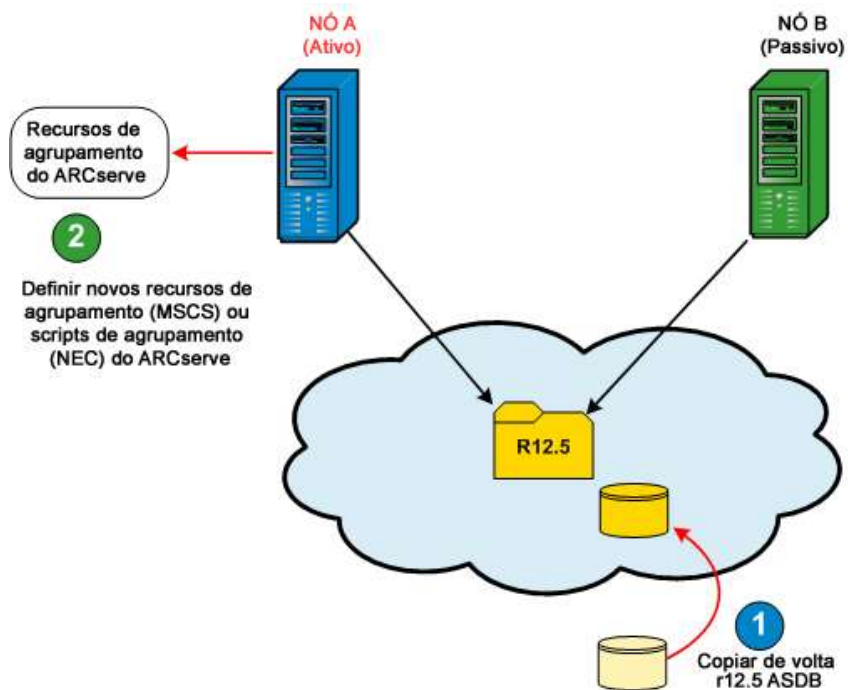 NÓ A
(Ativo)
NÓ B
(Passivo)
Recursos de
agrupamento
do ARCserve
2
Definir novos recursos de
agrupamento (MSCS) ou
scripts de agrupamento
(NEC) do ARCserve
R12.5
1
Copiar de volta
r12.5 ASDB